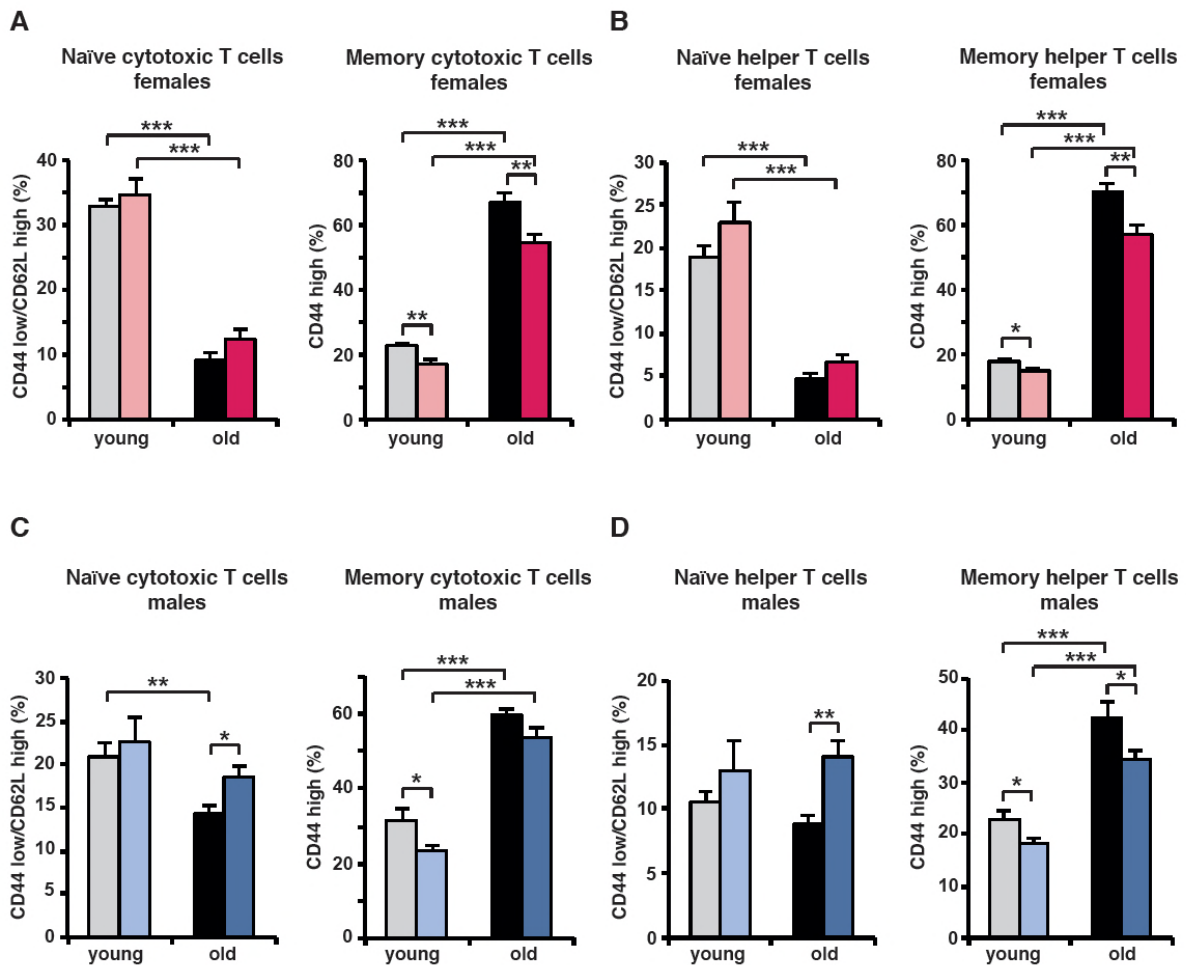 A
Naïve cytotoxic T cells
females
CD44 low/CD62L high (%)
40
30
20
10
0
***
***
young
old
Memory cytotoxic T cells
females
CD44 high (%)
80
60
40
20
0
***
***
**
**
young
old
B
Naïve helper T cells
females
CD44 low/CD62L high (%)
30
25
20
15
10
5
0
***
***
young
old
Memory helper T cells
females
CD44 high (%)
80
60
40
20
0
***
***
**
*
young
old
C
Naïve cytotoxic T cells
males
CD44 low/CD62L high (%)
30
25
20
15
10
5
0
**
*
young
old
Memory cytotoxic T cells
males
CD44 high (%)
60
40
20
0
***
***
*
young
old
D
Naïve helper T cells
males
CD44 low/CD62L high (%)
20
15
10
5
0
**
young
old
Memory helper T cells
males
CD44 high (%)
50
40
30
20
10
0
***
***
*
*
young
old